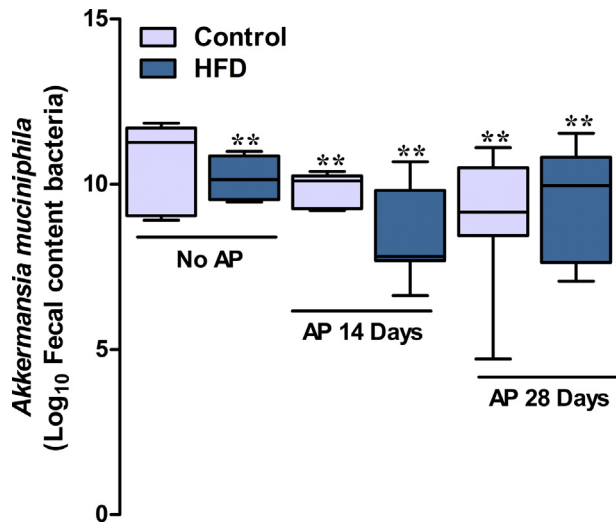 Akkermansia muciniphila
(Log10 Fecal content bacteria)
15
10
5
0
Control
HFD
**
**
**
**
**
No AP
AP 14 Days
AP 28 Days